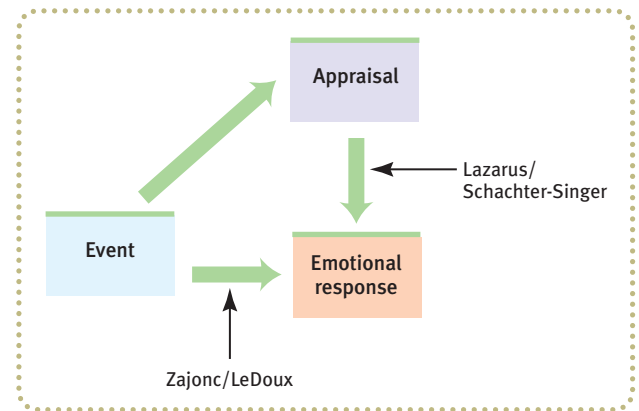 Appraisal
Lazarus/
Schachter-Singer
Event
Emotional
response
Zajonc/LeDoux